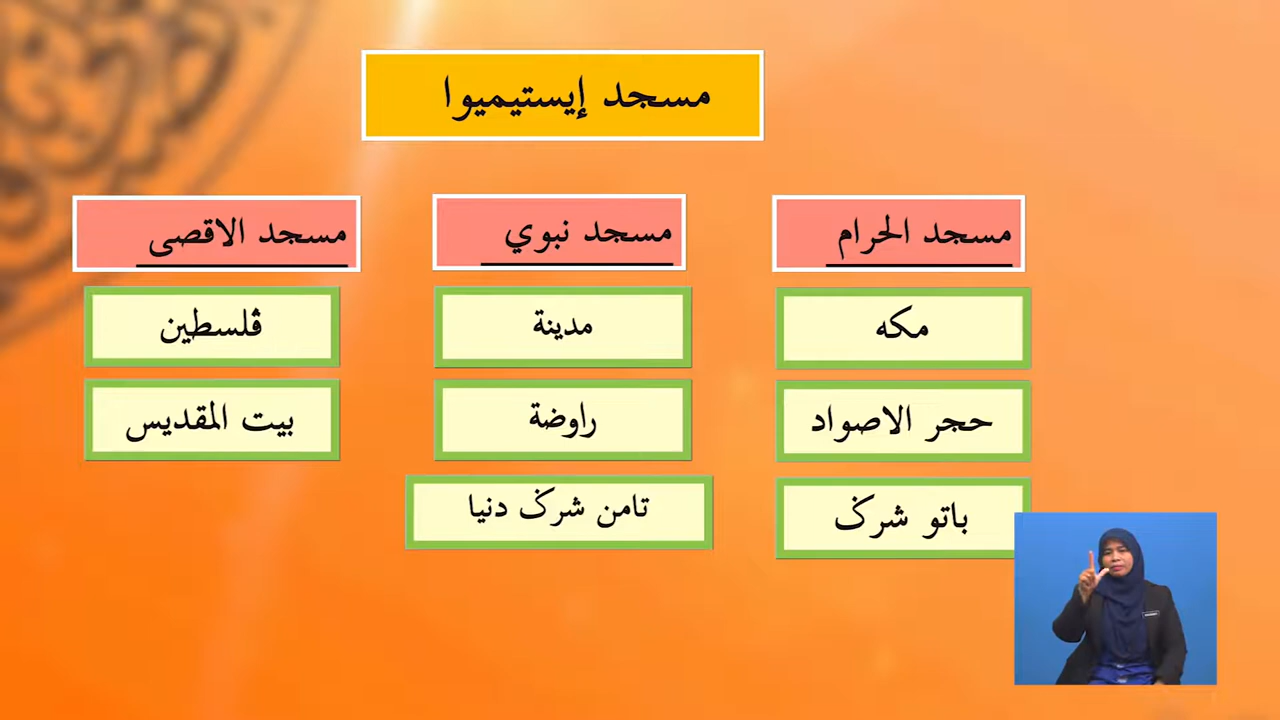 مسجد إيستيميوا
مسجد الحرام
مكه
حجر الاصواد
باتو شرݢ
مسجد نبوي
مدينة
راوضة
تامن شرݢ دنيا
مسجد الاقصى
ڤلسطين
بيت المقديس